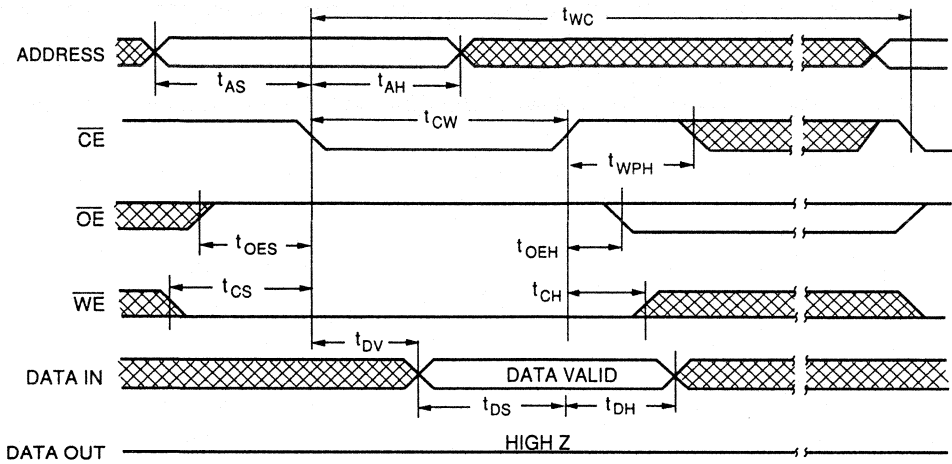 tWC
ADDRESS
tAS
tAH
CE
tCW
tWPH
OE
tOES
tOEH
WE
tCS
tCH
tDV
DATA IN
DATA VALID
tDS
tDH
DATA OUT
HIGH Z